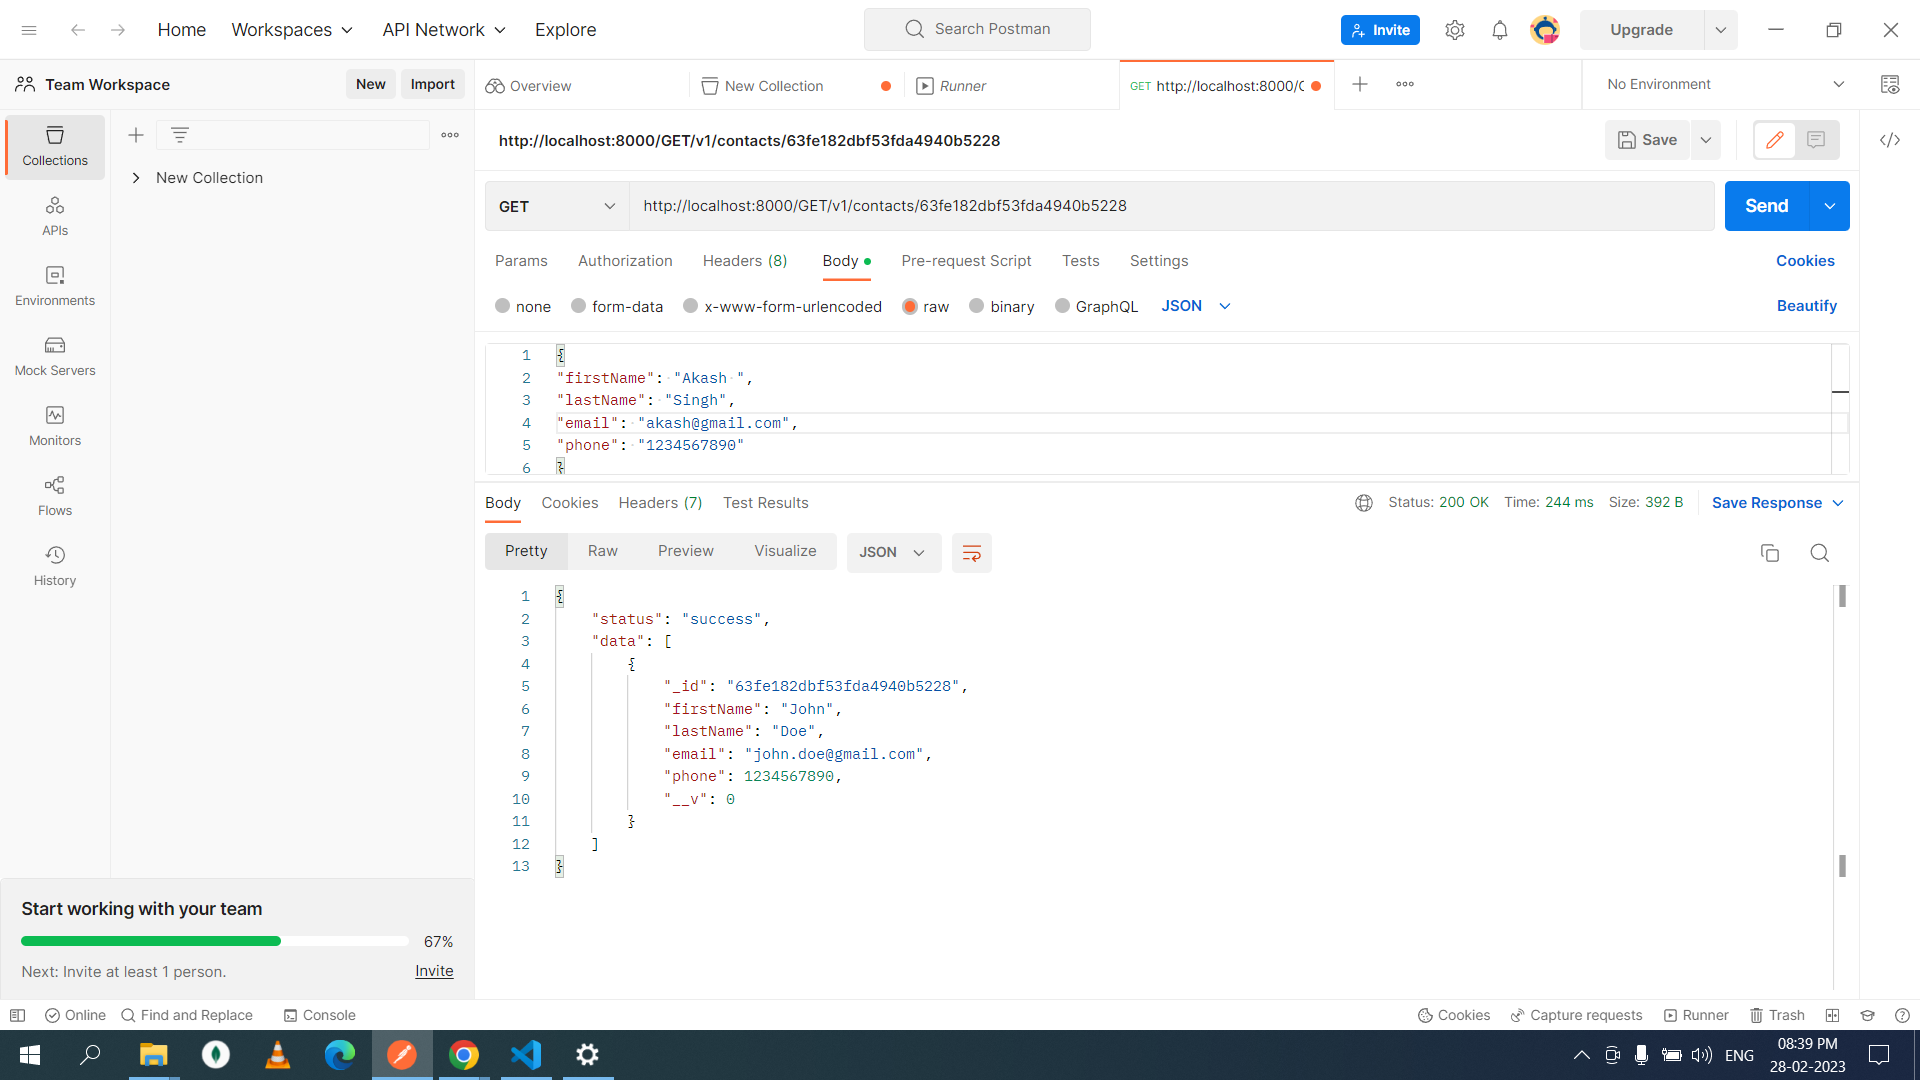 Home Workspaces API Network Explore
Search Postman
Invite
Upgrade
Team Workspace New Import
Overview New Collection Runner GET http://localhost:8000/G No Environment
Collections
APIs
Environments
Mock Servers
Monitors
Flows
History
New Collection
http://localhost:8000/GET/v1/contacts/63fe182dbf53fda4940b5228
Save
GET http://localhost:8000/GET/v1/contacts/63fe182dbf53fda4940b5228 Send
Params Authorization Headers (8) Body Pre-request Script Tests Settings Cookies
none form-data x-www-form-urlencoded raw binary GraphQL JSON Beautify
1 {
2 "firstName": "Akash ",
3 "lastName": "Singh",
4 "email": "akash@gmail.com",
5 "phone": "1234567890"
6 }
Body Cookies Headers (7) Test Results Status: 200 OK Time: 244 ms Size: 392 B Save Response
Pretty Raw Preview Visualize JSON
1 {
2 "status": "success",
3 "data": [
4 {
5 "_id": "63fe182dbf53fda4940b5228",
6 "firstName": "John",
7 "lastName": "Doe",
8 "email": "john.doe@gmail.com",
9 "phone": 1234567890,
10 "__v": 0
11 }
12 ]
13 }
Start working with your team
67%
Next: Invite at least 1 person. Invite
Online Find and Replace Console Cookies Capture requests Runner Trash
ENG
08:39 PM
28-02-2023